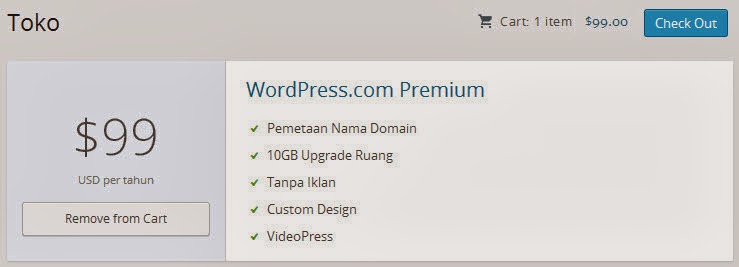 Toko
Cart: 1 item $99.00 Check Out
WordPress.com Premium
$99
USD per tahun
Remove from Cart
Pemetaan Nama Domain
10GB Upgrade Ruang
Tanpa Iklan
Custom Design
VideoPress